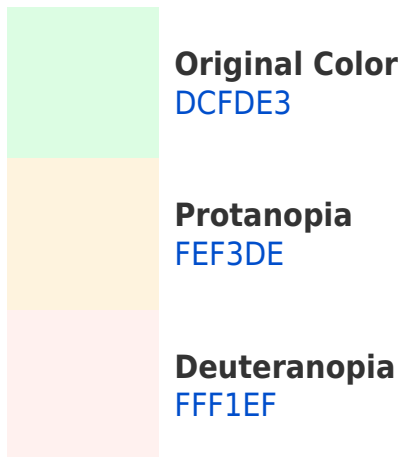 Original Color
DCFDE3
Protanopia
FEF3DE
Deuteranopia
FFF1EF